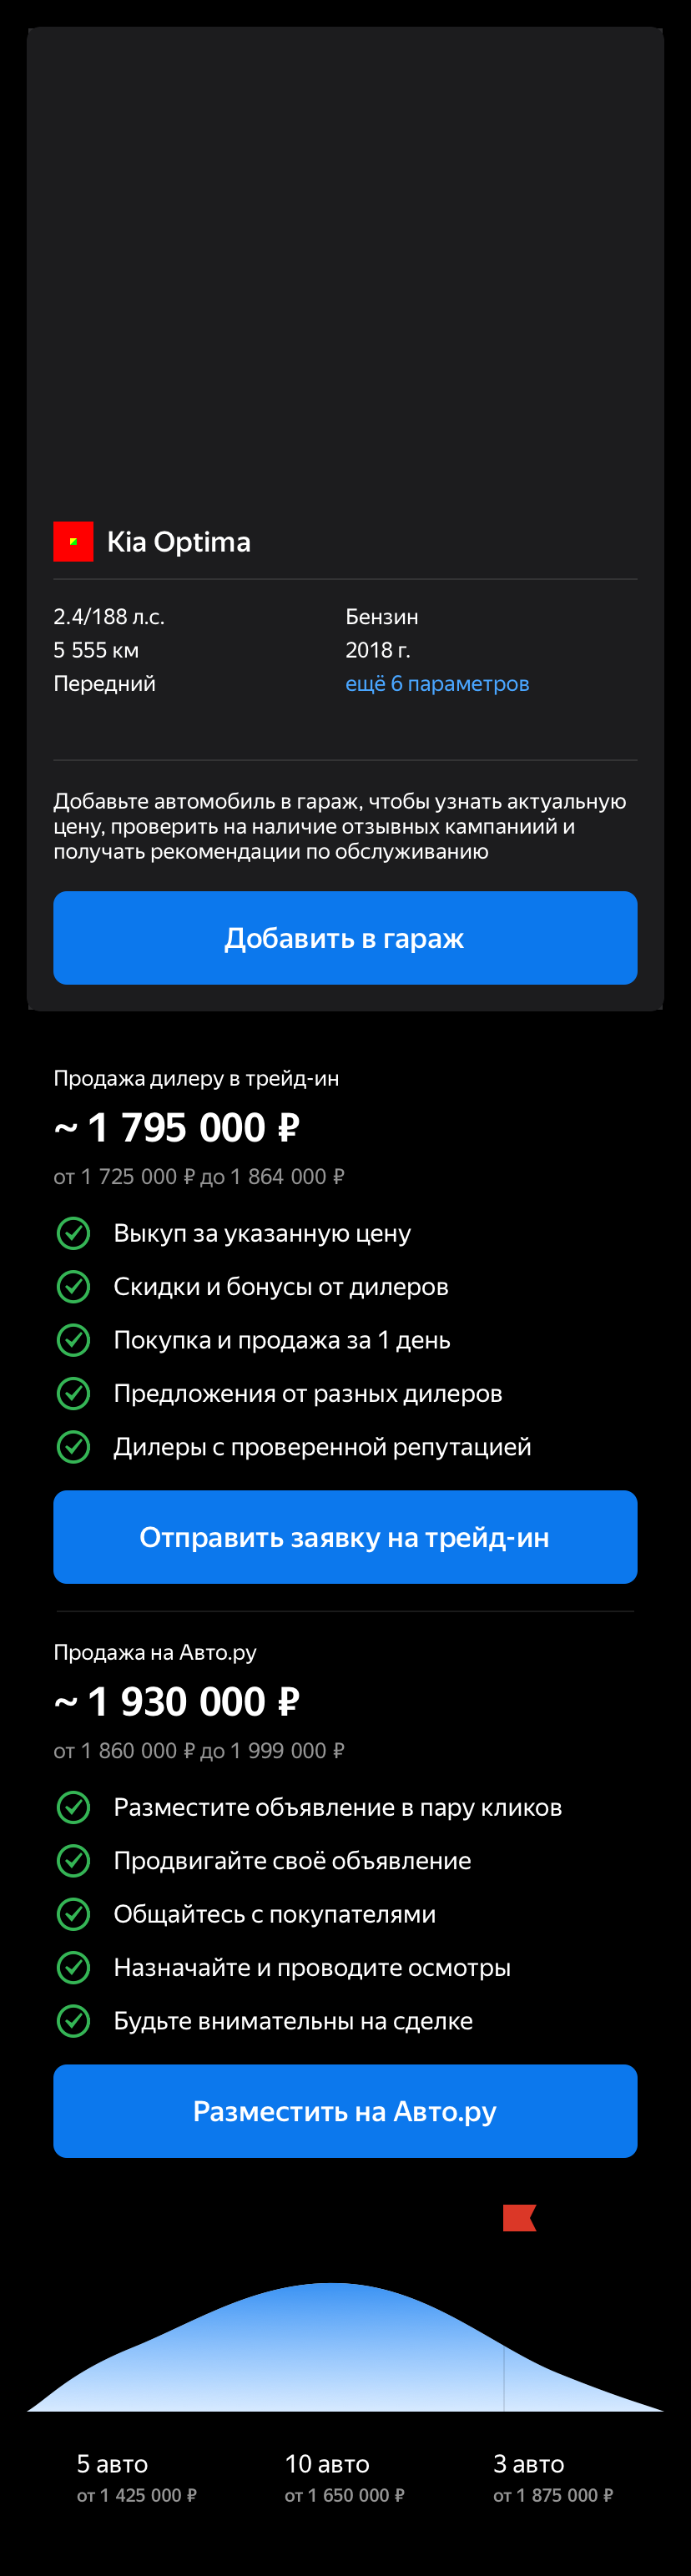 Kia Optima
2.4/188 л.с.
Бензин
5 555 км
2018 г.
Передний
ещё 6 параметров
Добавьте автомобиль в гараж, чтобы узнать актуальную
цену, проверить на наличие отзывных кампаниий и
получать рекомендации по обслуживанию
Добавить в гараж
Продажа дилеру в трейд-ин
~ 1 795 000 ₽
от 1 725 000 ₽ до 1 864 000 ₽
Выкуп за указанную цену
Скидки и бонусы от дилеров
Покупка и продажа за 1 день
Предложения от разных дилеров
Дилеры с проверенной репутацией
Отправить заявку на трейд-ин
Продажа на Авто.ру
~ 1 930 000 ₽
от 1 860 000 ₽ до 1 999 000 ₽
Разместите объявление в пару кликов
Продвигайте своё объявление
Общайтесь с покупателями
Назначайте и проводите осмотры
Будьте внимательны на сделке
Разместить на Авто.ру
5 авто
10 авто
3 авто
от 1 425 000 ₽
от 1 650 000 ₽
от 1 875 000 ₽